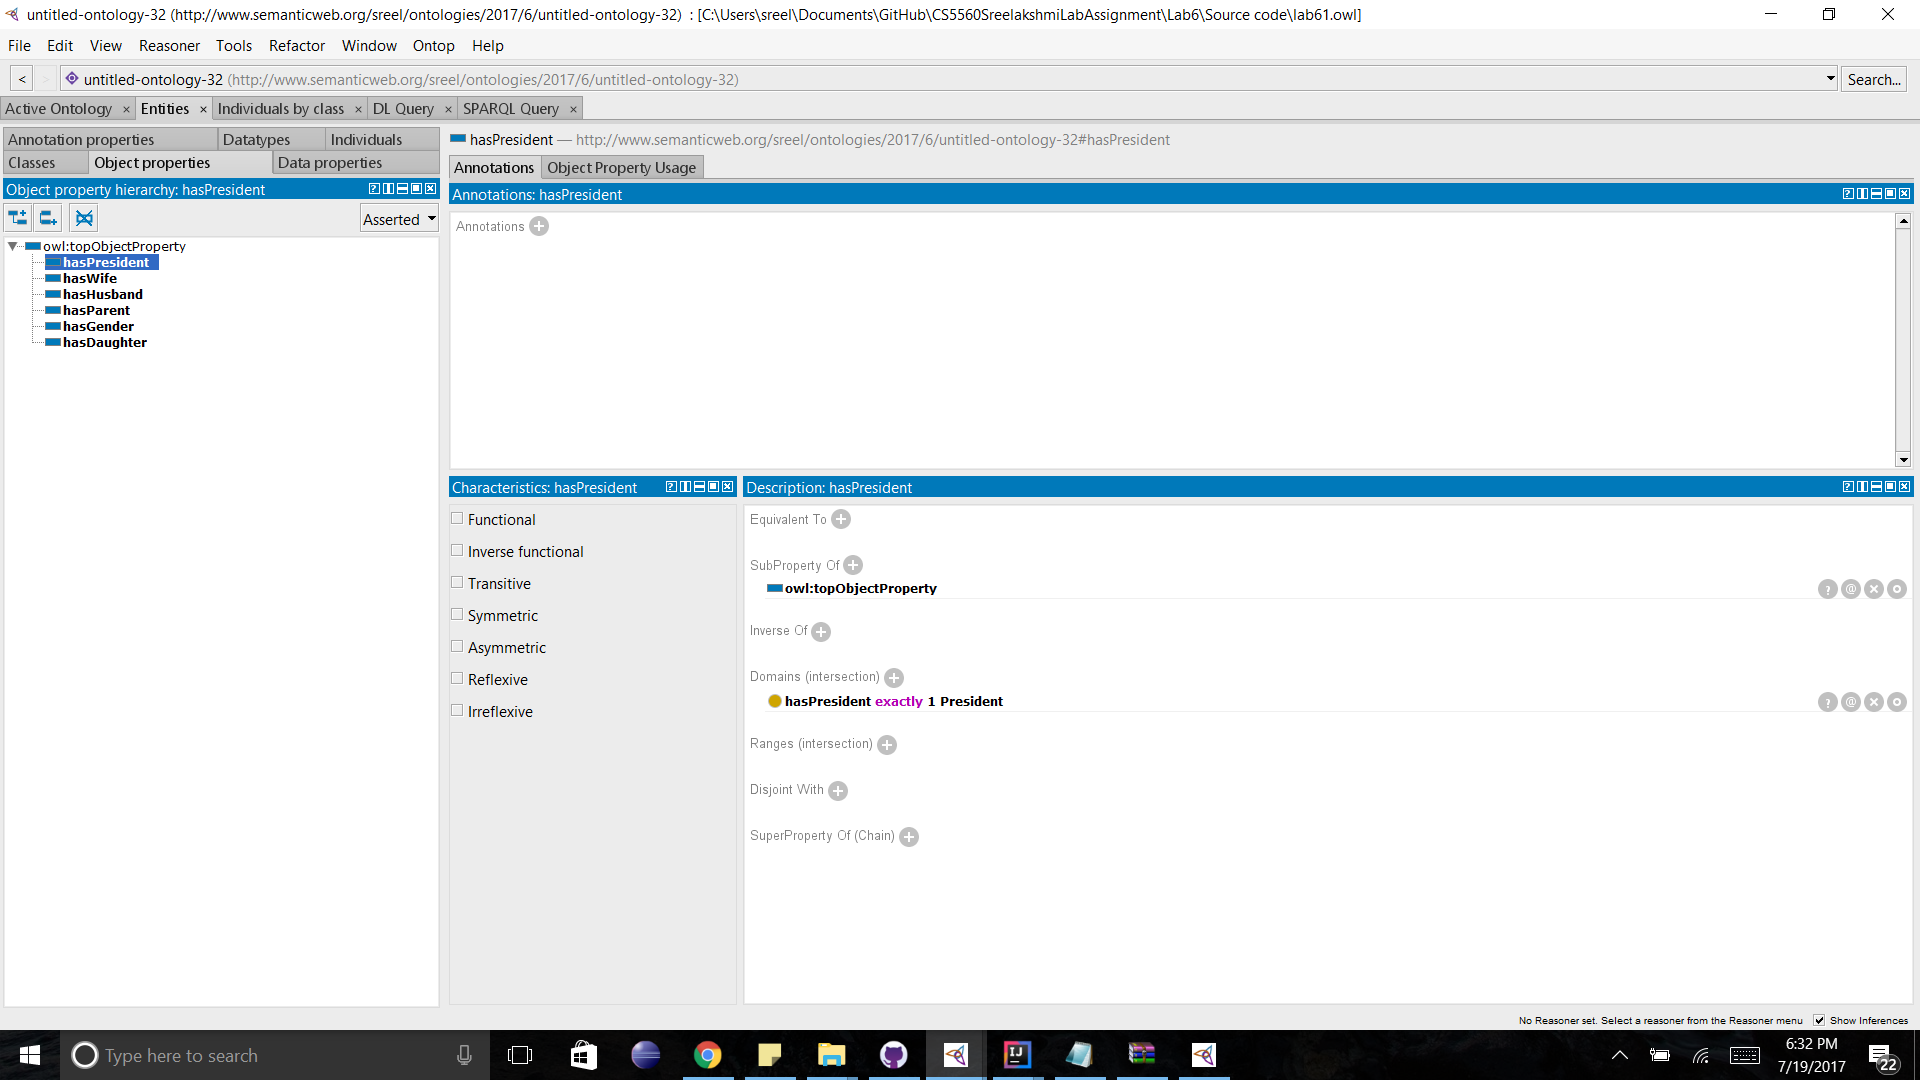 untitled-ontology-32 (http://www.semanticweb.org/sreel/ontologies/2017/6/untitled-ontology-32) : [C:\Users\sreel\Documents\GitHub\CS5560SreelakshmiLabAssignment\Lab6\Source code\lab61.owl]
File Edit View Reasoner Tools Refactor Window Ontop Help
< > untitled-ontology-32 (http://www.semanticweb.org/sreel/ontologies/2017/6/untitled-ontology-32) Search...
Active Ontology × Entities × Individuals by class × DL Query × SPARQL Query ×
Annotation properties Datatypes Individuals
Classes Object properties Data properties
Object property hierarchy: hasPresident
Asserted
owl:topObjectProperty
hasPresident
hasWife
hasHusband
hasParent
hasGender
hasDaughter
hasPresident — http://www.semanticweb.org/sreel/ontologies/2017/6/untitled-ontology-32#hasPresident
Annotations Object Property Usage
Annotations: hasPresident
Annotations
Characteristics: hasPresident
Functional
Inverse functional
Transitive
Symmetric
Asymmetric
Reflexive
Irreflexive
Description: hasPresident
Equivalent To
SubProperty Of
owl:topObjectProperty
Inverse Of
Domains (intersection)
hasPresident exactly 1 President
Ranges (intersection)
Disjoint With
SuperProperty Of (Chain)
No Reasoner set. Select a reasoner from the Reasoner menu Show Inferences
Type here to search
IJ
6:32 PM
7/19/2017
22